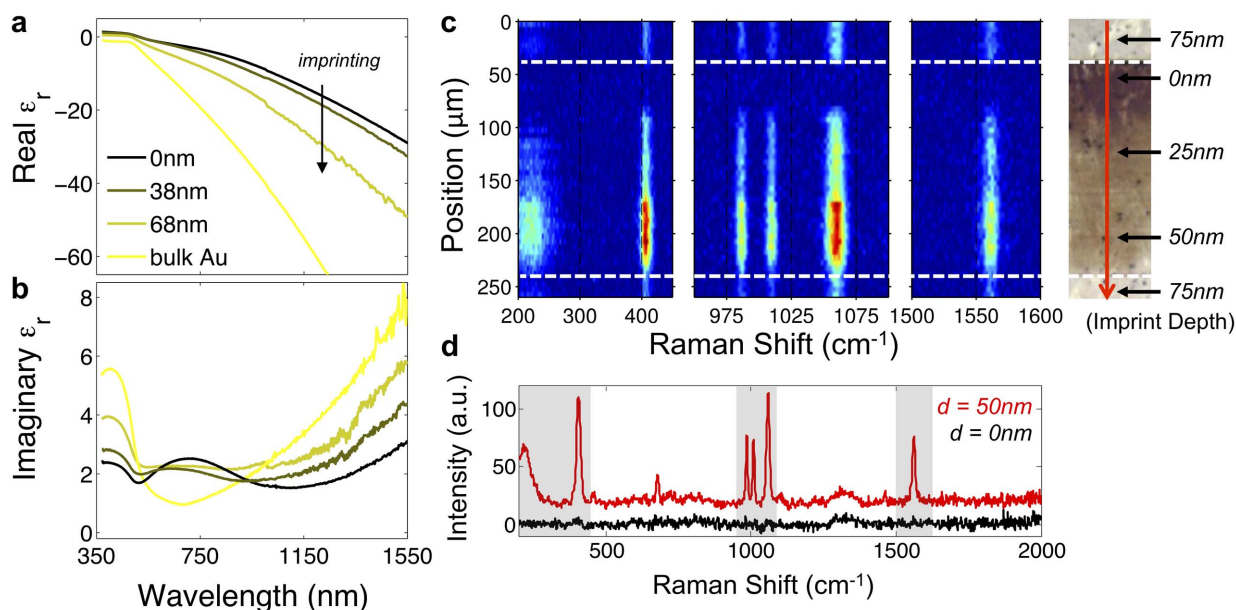 a
0
−20
−40
−60
Real εr
imprinting
0nm
38nm
68nm
bulk Au
b
8
6
4
2
0
Imaginary εr
350 750 1150 1550
Wavelength (nm)
c
0
50
100
150
200
250
Position (μm)
200 300 400 975 1025 1075 1500 1550 1600
Raman Shift (cm-1)
75nm
0nm
25nm
50nm
75nm
(Imprint Depth)
d
100
50
0
Intensity (a.u.)
d = 50nm
d = 0nm
500 1000 1500 2000
Raman Shift (cm-1)